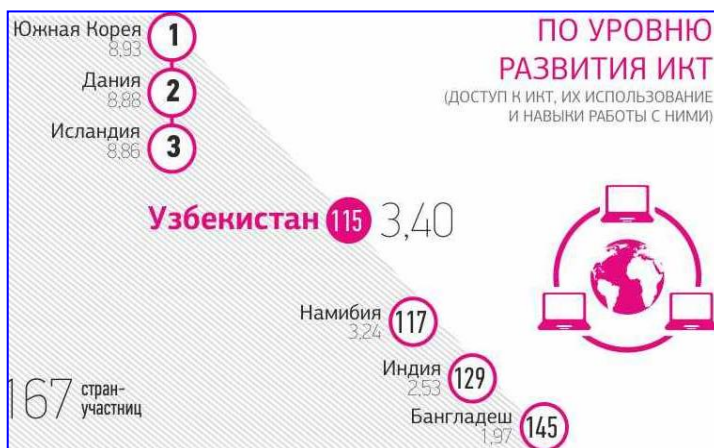 ПО УРОВНЮ
РАЗВИТИЯ ИКТ
(ДОСТУП К ИКТ, ИХ ИСПОЛЬЗОВАНИЕ
И НАВЫКИ РАБОТЫ С НИМИ)
Южная Корея 1
8,93
Дания 2
8,88
Исландия 3
8,86
Узбекистан 115 3,40
Намибия 117
3,24
Индия 129
2,53
Бангладеш 145
1,97
167 стран-
участниц